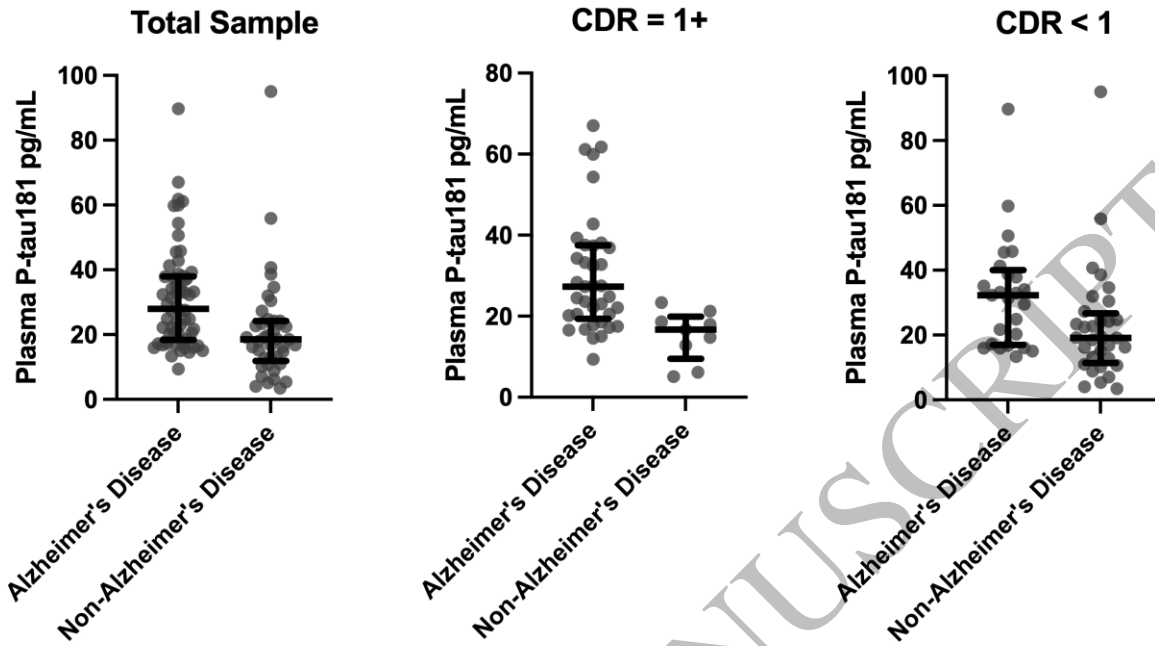 Total Sample
CDR = 1+
CDR < 1
Plasma P-tau181 pg/mL
100
80
60
40
20
0
Alzheimer's Disease
Non-Alzheimer's Disease
Plasma P-tau181 pg/mL
80
60
40
20
0
Alzheimer's Disease
Non-Alzheimer's Disease
Plasma P-tau181 pg/mL
100
80
60
40
20
0
Alzheimer's Disease
Non-Alzheimer's Disease
NUSCRIPT